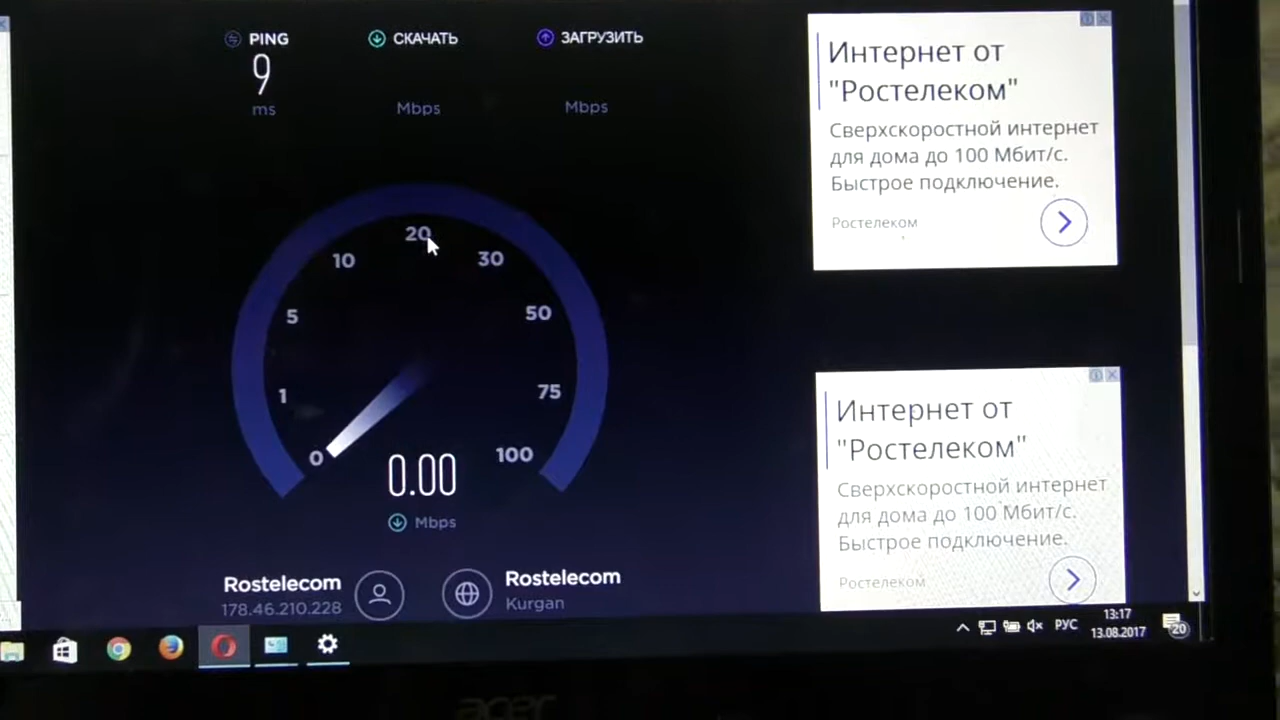 PING
СКАЧАТЬ
ЗАГРУЗИТЬ
9
ms
Mbps
Mbps
20
10
30
5
50
1
75
0
100
0.00
Mbps
Rostelecom
178.46.210.228
Rostelecom
Kurgan
Интернет от
"Ростелеком"
Сверхскоростной интернет
для дома до 100 Мбит/с.
Быстрое подключение.
Ростелеком
Интернет от
"Ростелеком"
Сверхскоростной интернет
для дома до 100 Мбит/с.
Быстрое подключение.
Ростелеком
РУС
13:17
13.08.2017
20
acer